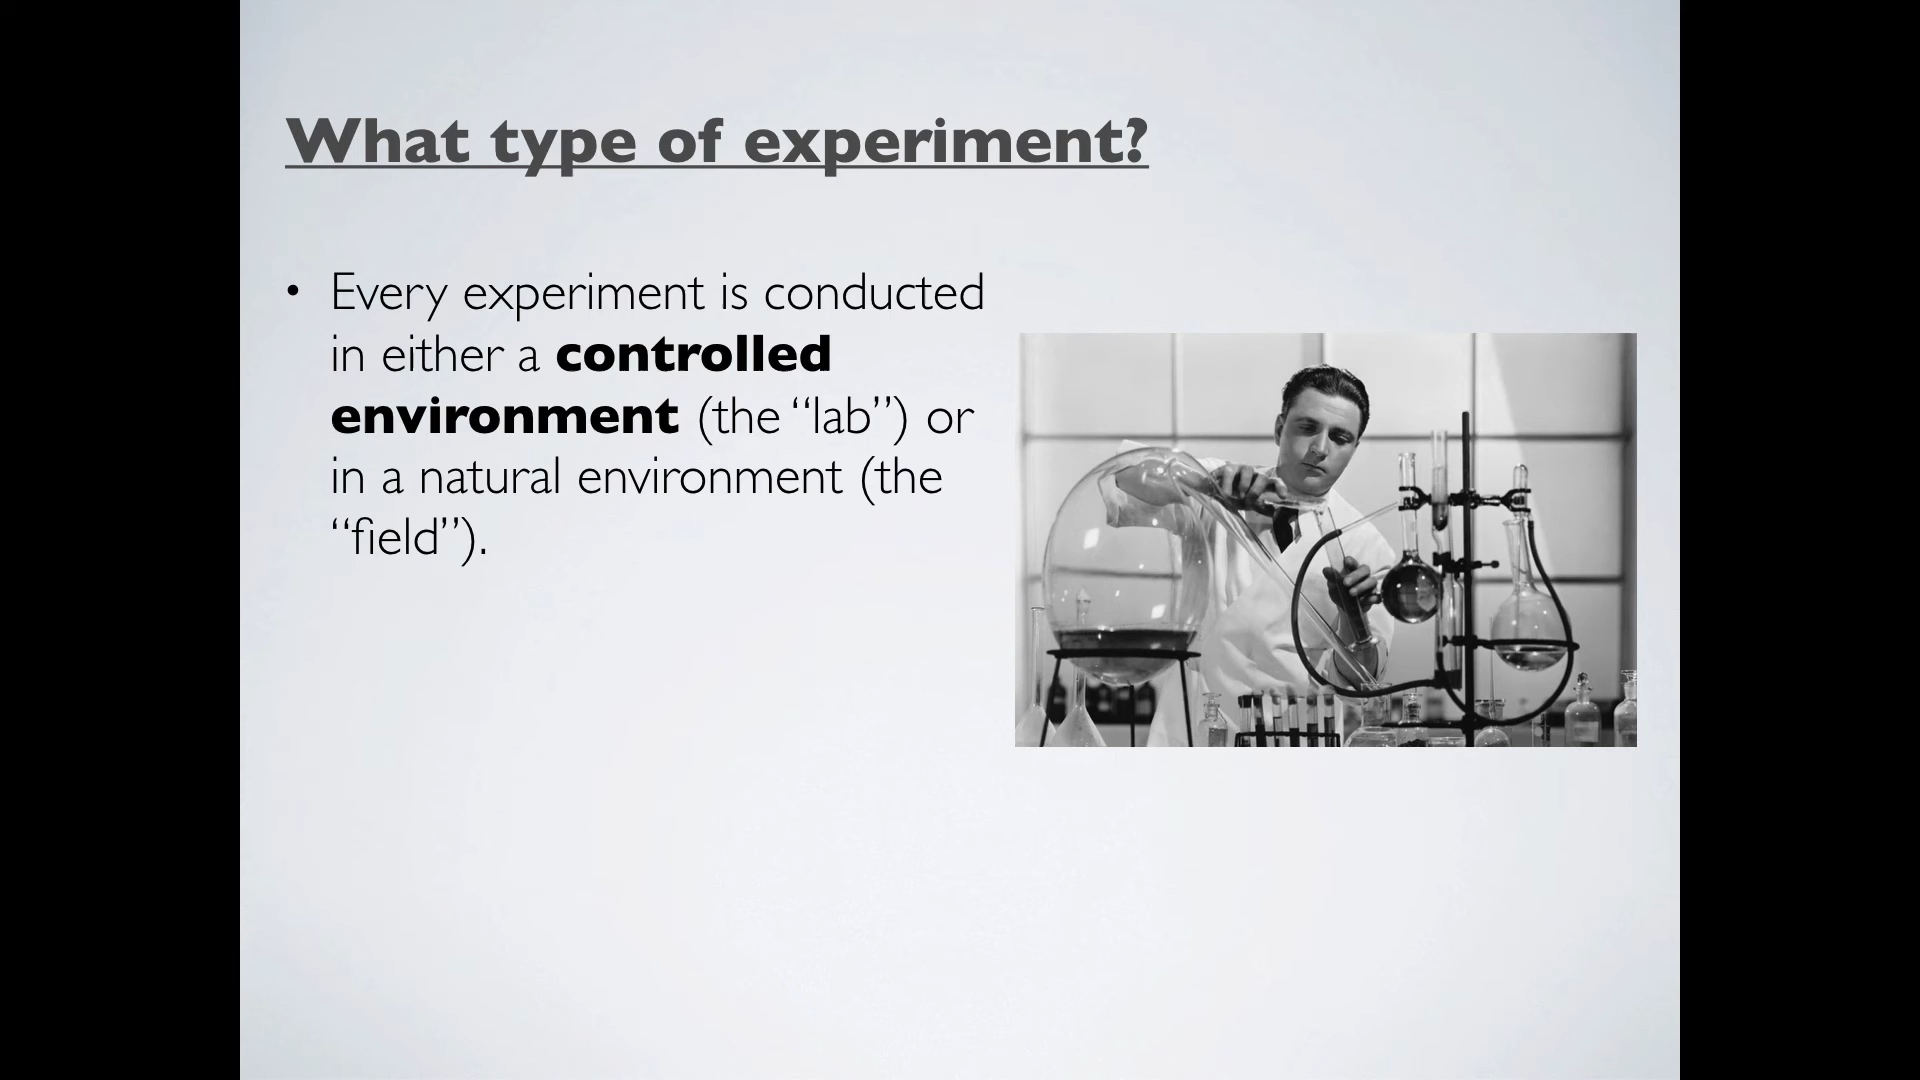 What type of experiment?
• Every experiment is conducted
in either a controlled
environment (the “lab”) or
in a natural environment (the
“field”).